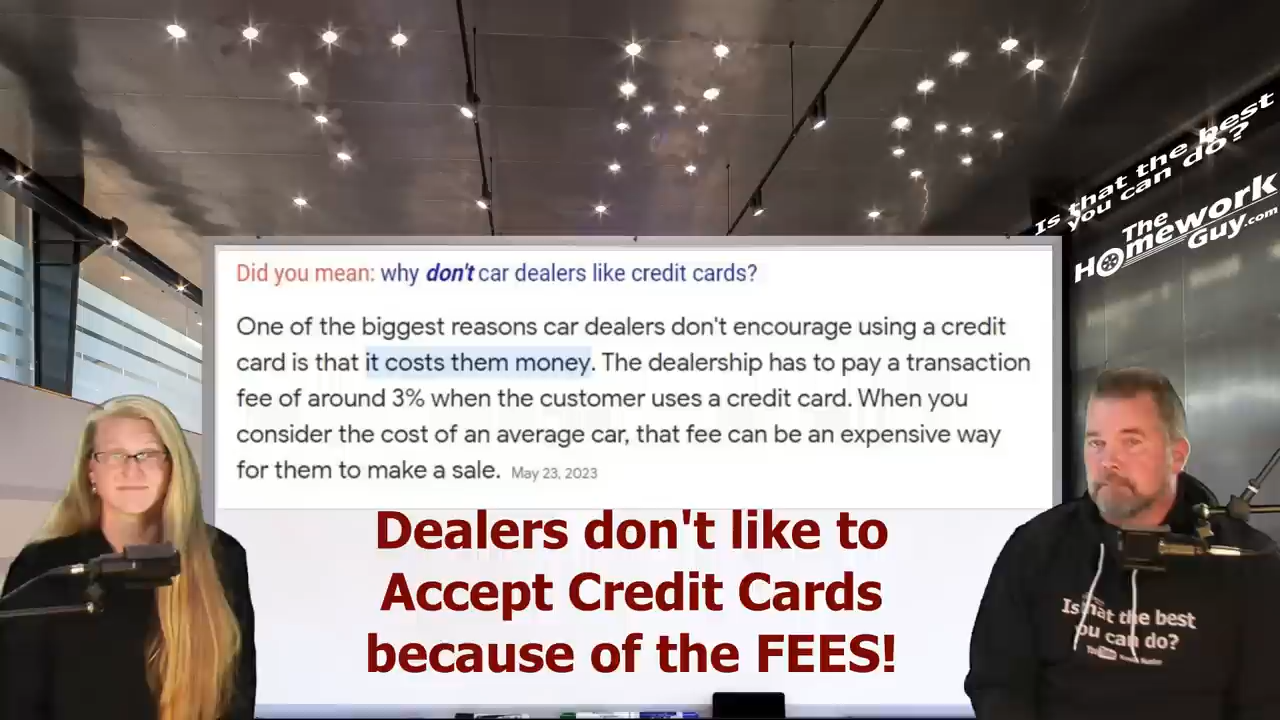 Is that the best
you can do?
The
Homework
Guy.com
Did you mean: why don't car dealers like credit cards?
One of the biggest reasons car dealers don't encourage using a credit
card is that it costs them money. The dealership has to pay a transaction
fee of around 3% when the customer uses a credit card. When you
consider the cost of an average car, that fee can be an expensive way
for them to make a sale. May 23, 2023
Dealers don't like to
Accept Credit Cards
because of the FEES!
Is hat the best
ou can do?